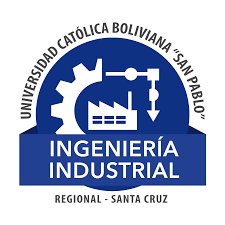 UNIVERSIDAD CATÓLICA BOLIVIANA "SAN PABLO"
INGENIERÍA
INDUSTRIAL
REGIONAL - SANTA CRUZ